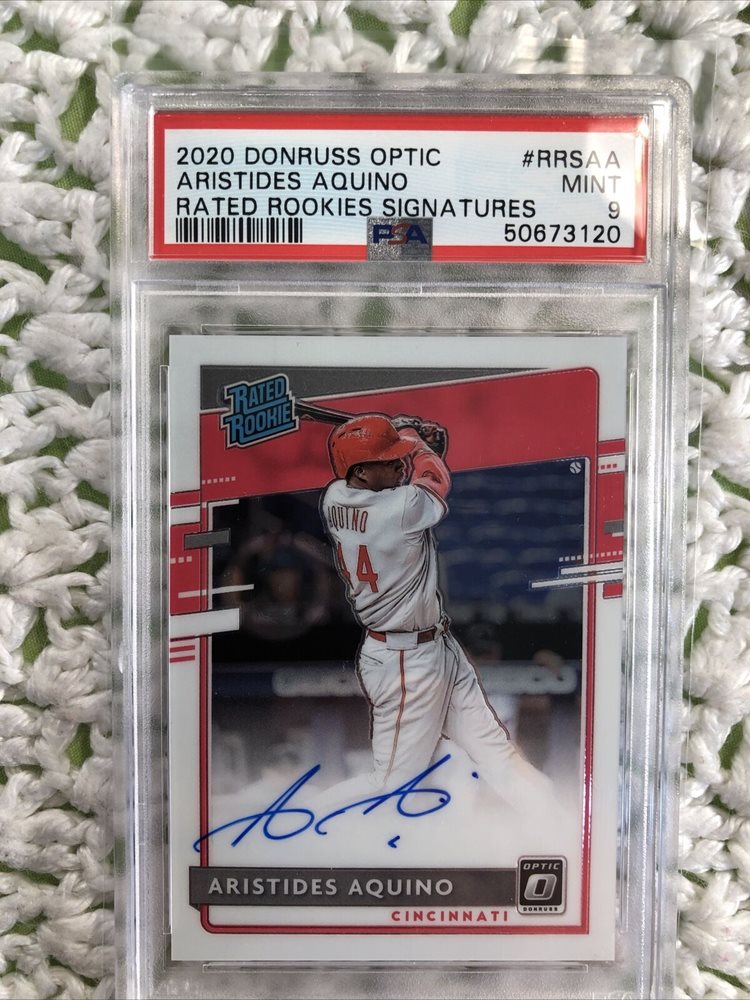 2020 DONRUSS OPTIC #RRSAA
ARISTIDES AQUINO MINT
RATED ROOKIES SIGNATURES 9
PSA 50673120
RATED
ROOKIE
AQUINO
44
ARISTIDES AQUINO
CINCINNATI
OPTIC
DONRUSS